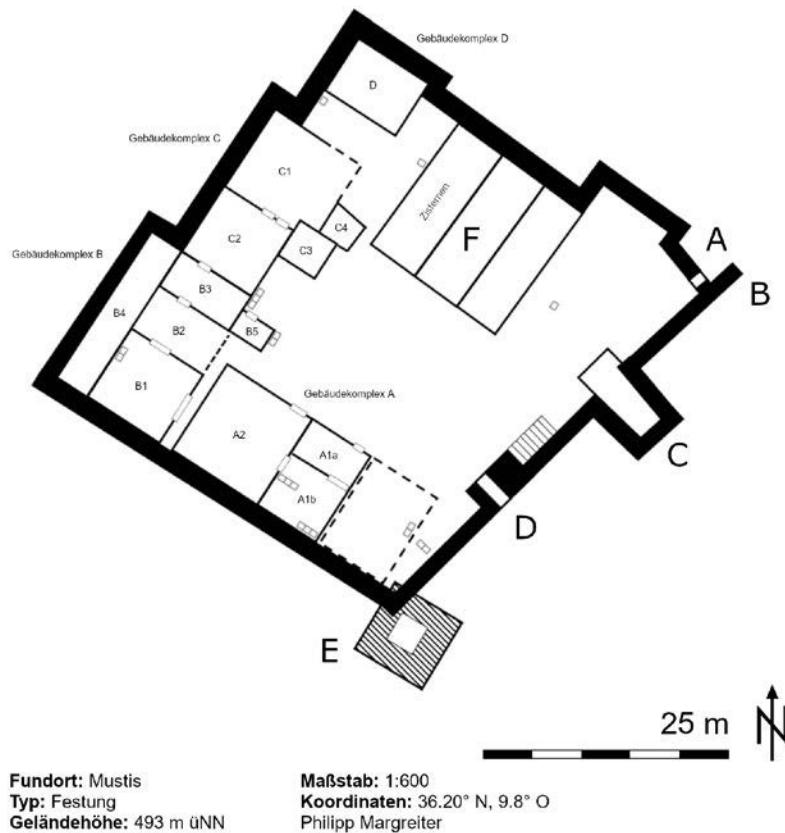 Gebäudekomplex D
D
Gebäudekomplex C
C1
Zisternen
F
C4
C2
C3
A
B
Gebäudekomplex B
B3
B4
B2
B5
B1
Gebäudekomplex A
A2
A1a
C
A1b
D
E
25 m
N
Fundort: Mustis
Typ: Festung
Geländehöhe: 493 m üNN
Maßstab: 1:600
Koordinaten: 36.20° N, 9.8° O
Philipp Margreiter